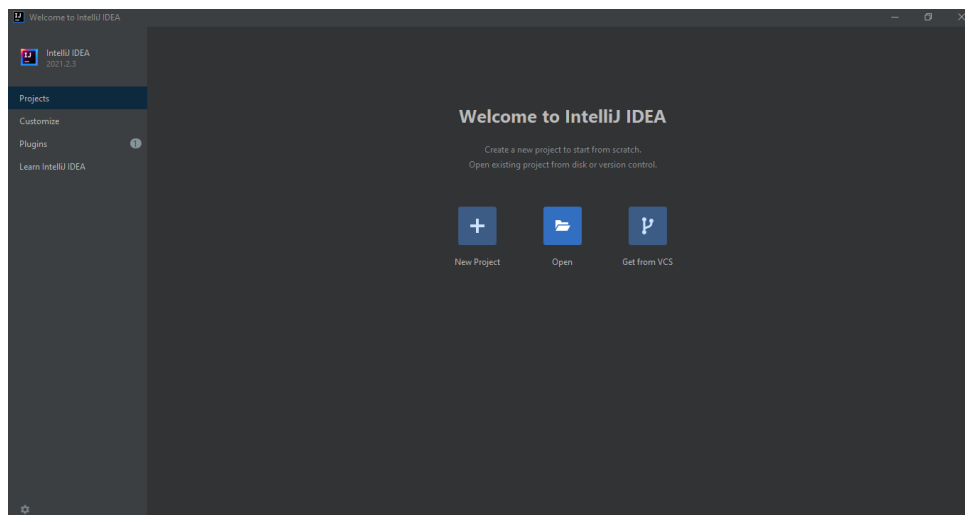 Welcome to IntelliJ IDEA
IntelliJ IDEA
2021.2.3
Projects
Customize
Plugins 1
Learn IntelliJ IDEA
Welcome to IntelliJ IDEA
Create a new project to start from scratch.
Open existing project from disk or version control.
New Project Open Get from VCS